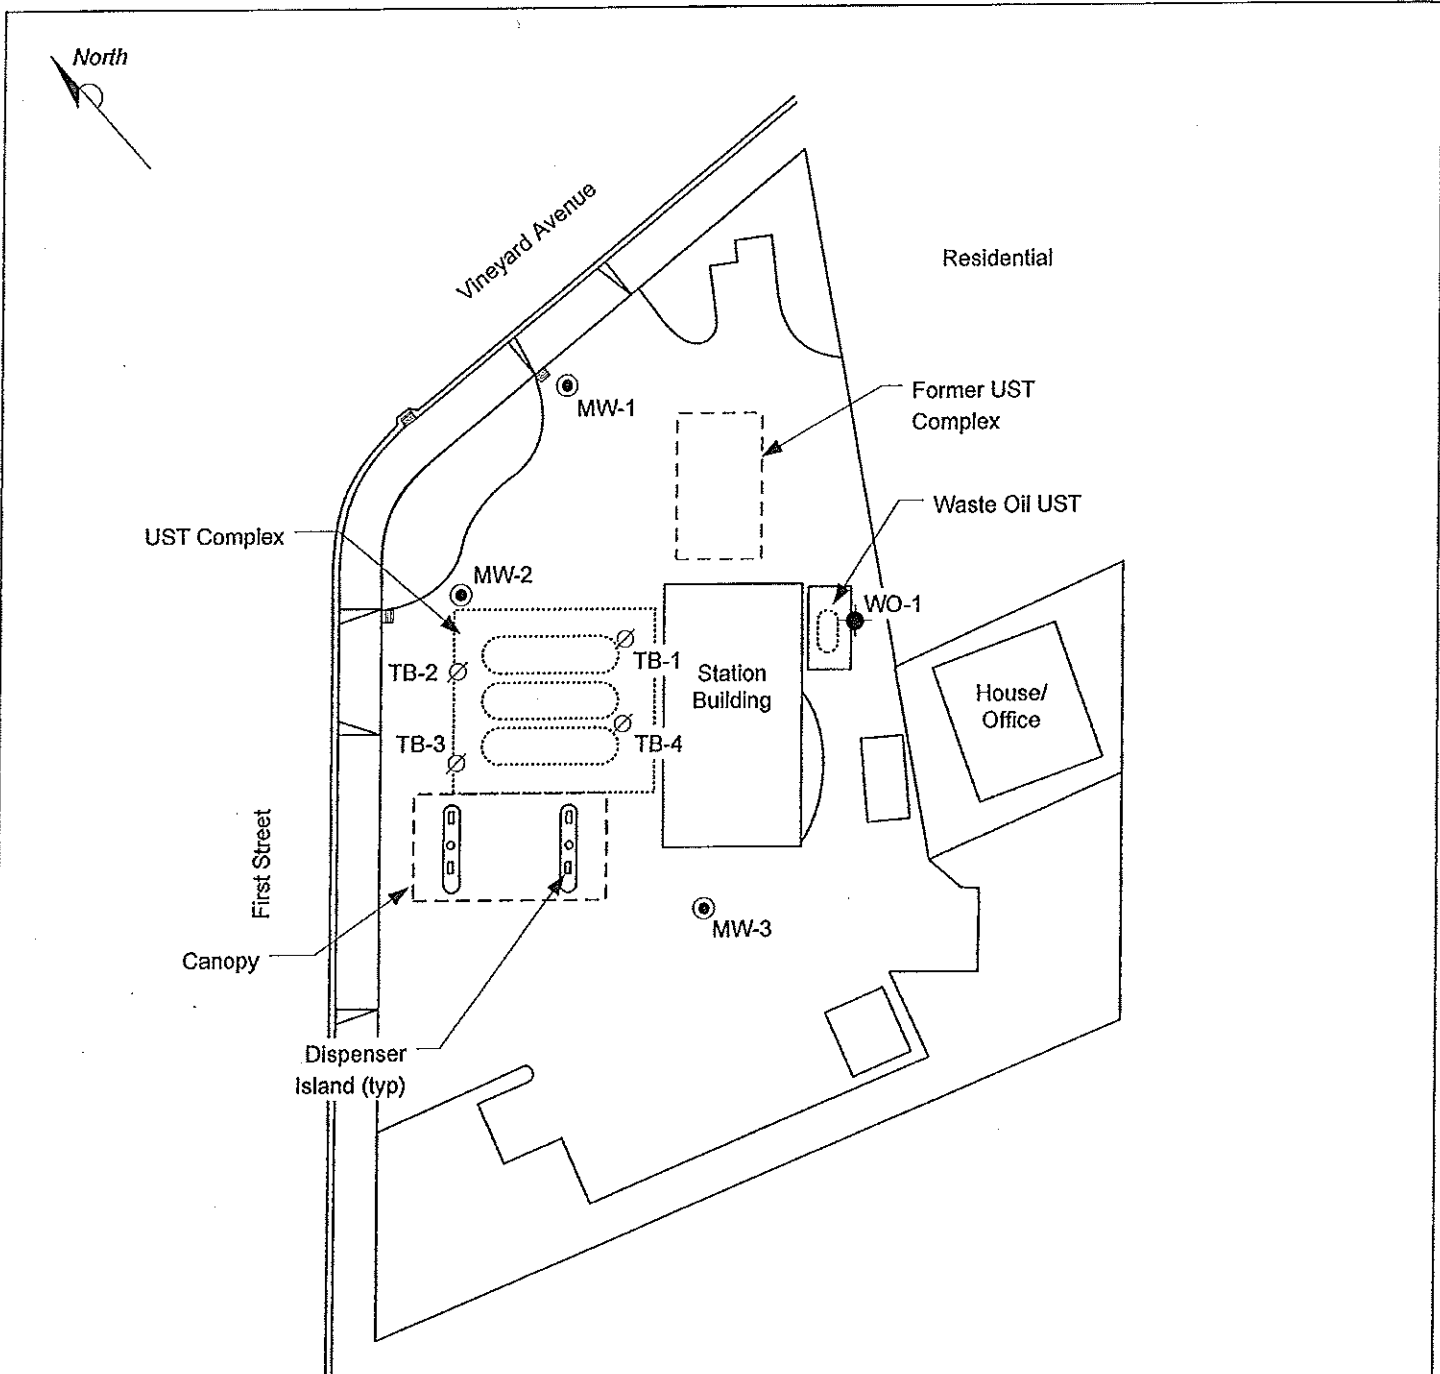 North
Vineyard Avenue
Residential
MW-1
Former UST
Complex
Waste Oil UST
UST Complex
MW-2
WO-1
TB-1
TB-2
Station
Building
House/
Office
TB-3
TB-4
First Street
MW-3
Canopy
Dispenser
Island (typ)